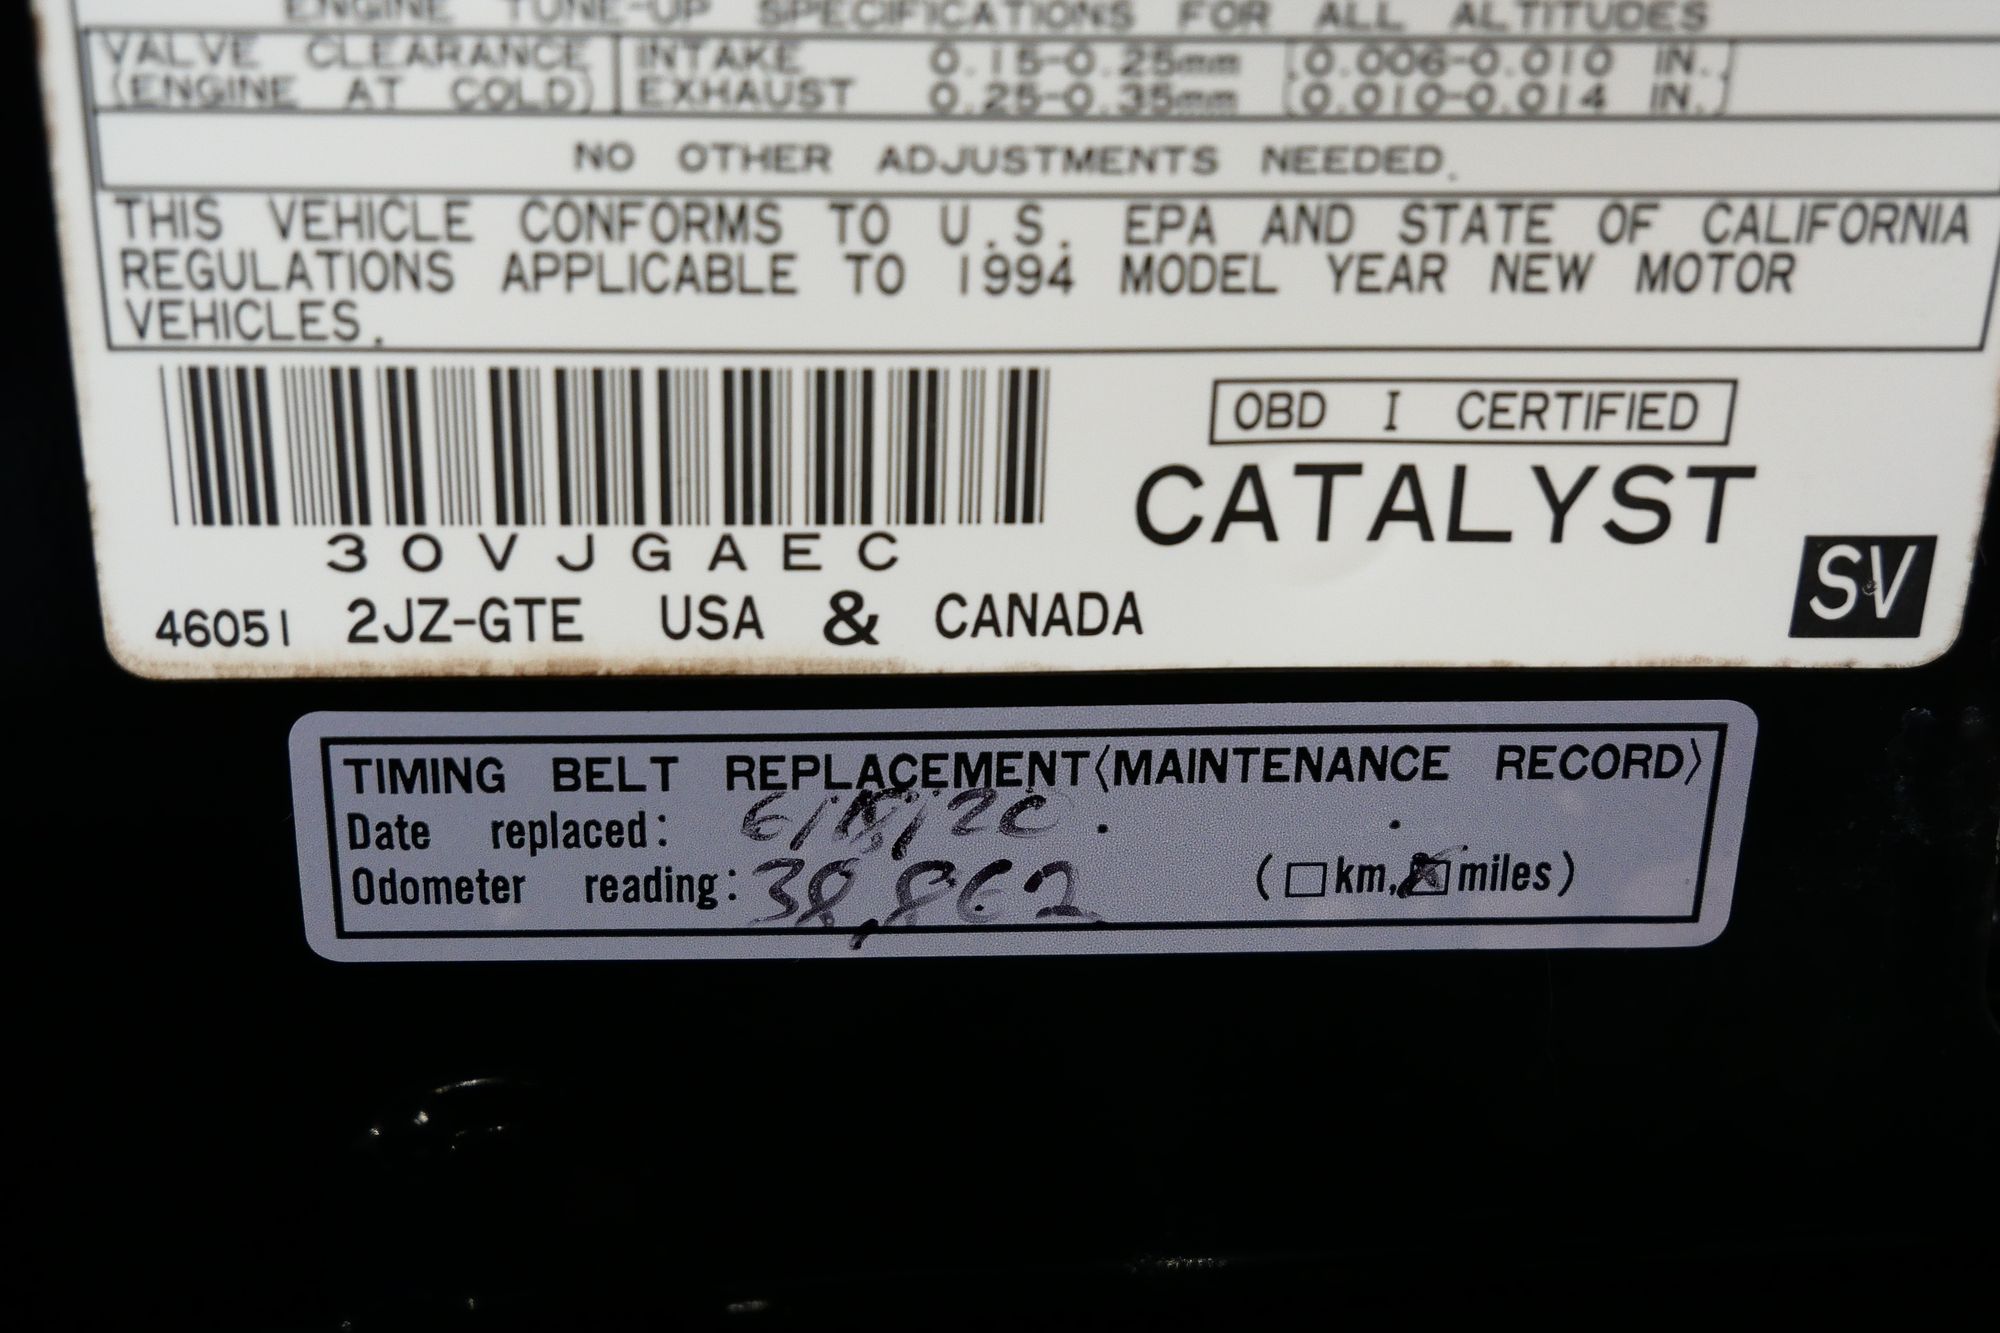 ENGINE TUNE-UP SPECIFICATIONS FOR ALL ALTITUDES
VALVE CLEARANCE INTAKE 0.15-0.25mm (0.006-0.010 IN.)
(ENGINE AT COLD) EXHAUST 0.25-0.35mm (0.010-0.014 IN.)
NO OTHER ADJUSTMENTS NEEDED.
THIS VEHICLE CONFORMS TO U.S. EPA AND STATE OF CALIFORNIA
REGULATIONS APPLICABLE TO 1994 MODEL YEAR NEW MOTOR
VEHICLES.
OBD I CERTIFIED
CATALYST
3OVJGAEC
SV
46051 2JZ-GTE USA & CANADA
TIMING BELT REPLACEMENT〈MAINTENANCE RECORD〉
Date replaced:
Odometer reading: 38,862 (☐km, ☒miles)